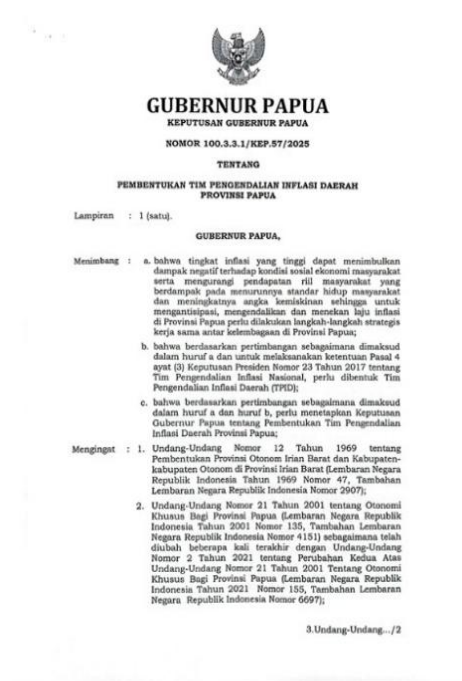 GUBERNUR PAPUA
KEPUTUSAN GUBERNUR PAPUA
NOMOR 100.3.3.1/KEP.57/2025
TENTANG
PEMBENTUKAN TIM PENGENDALIAN INFLASI DAERAH
PROVINSI PAPUA
Lampiran : 1 (satu).
GUBERNUR PAPUA,
Menimbang : a. bahwa tingkat inflasi yang tinggi dapat menimbulkan
dampak negatif terhadap kondisi sosial ekonomi masyarakat
serta mengurangi pendapatan riil masyarakat yang
berdampak pada menurunnya standar hidup masyarakat
dan meningkatnya angka kemiskinan sehingga untuk
mengantisipasi, mengendalikan dan menekan laju inflasi
di Provinsi Papua perlu dilakukan langkah-langkah strategis
kerja sama antar kelembagaan di Provinsi Papua;
b. bahwa berdasarkan pertimbangan sebagaimana dimaksud
dalam huruf a dan untuk melaksanakan ketentuan Pasal 4
ayat (3) Keputusan Presiden Nomor 23 Tahun 2017 tentang
Tim Pengendalian Inflasi Nasional, perlu dibentuk Tim
Pengendalian Inflasi Daerah (TPID);
c. bahwa berdasarkan pertimbangan sebagaimana dimaksud
dalam huruf a dan huruf b, perlu menetapkan Keputusan
Gubernur Papua tentang Pembentukan Tim Pengendalian
Inflasi Daerah Provinsi Papua;
Mengingat : 1. Undang-Undang Nomor 12 Tahun 1969 tentang
Pembentukan Provinsi Otonom Irian Barat dan Kabupaten-
kabupaten Otonom di Provinsi Irian Barat (Lembaran Negara
Republik Indonesia Tahun 1969 Nomor 47, Tambahan
Lembaran Negara Republik Indonesia Nomor 2907);
2. Undang-Undang Nomor 21 Tahun 2001 tentang Otonomi
Khusus Bagi Provinsi Papua (Lembaran Negara Republik
Indonesia Tahun 2001 Nomor 135, Tambahan Lembaran
Negara Republik Indonesia Nomor 4151) sebagaimana telah
diubah beberapa kali terakhir dengan Undang-Undang
Nomor 2 Tahun 2021 tentang Perubahan Kedua Atas
Undang-Undang Nomor 21 Tahun 2001 Tentang Otonomi
Khusus Bagi Provinsi Papua (Lembaran Negara Republik
Indonesia Tahun 2021 Nomor 155, Tambahan Lembaran
Negara Republik Indonesia Nomor 6697);
3.Undang-Undang.../2